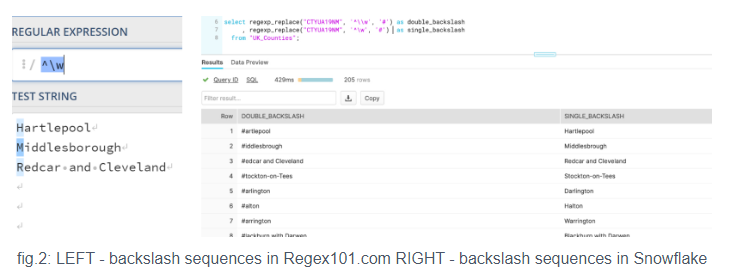 REGULAR EXPRESSION
⋮ / ^\w
TEST STRING
Hartlepool
Middlesborough
Redcar and Cleveland
6 select regexp_replace("CTYUA19NM", '^\\w', '#') as double_backslash
7 , regexp_replace("CTYUA19NM", '^\w', '#') as single_backslash
8 from "UK_Counties";
Results Data Preview
✓ Query ID SQL 429ms 205 rows
Filter result... Copy
Row DOUBLE_BACKSLASH SINGLE_BACKSLASH
1 #artlepool Hartlepool
2 #iddlesbrough Middlesbrough
3 #edcar and Cleveland Redcar and Cleveland
4 #tockton-on-Tees Stockton-on-Tees
5 #arlington Darlington
6 #alton Halton
7 #arrington Warrington
8 #lackburn with Darwen Blackburn with Darwen
fig.2: LEFT - backslash sequences in Regex101.com RIGHT - backslash sequences in Snowflake